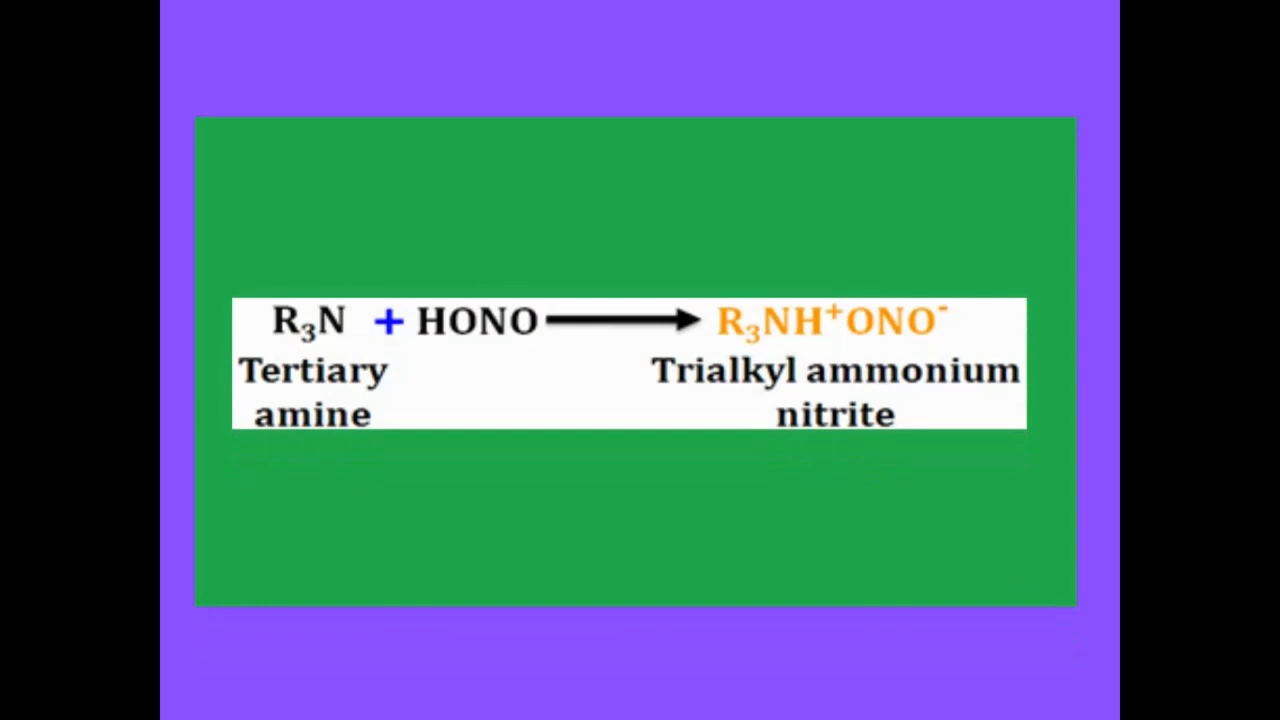 R₃N + HONO ⟶ R₃NH⁺ONO⁻
Tertiary Trialkyl ammonium
amine nitrite